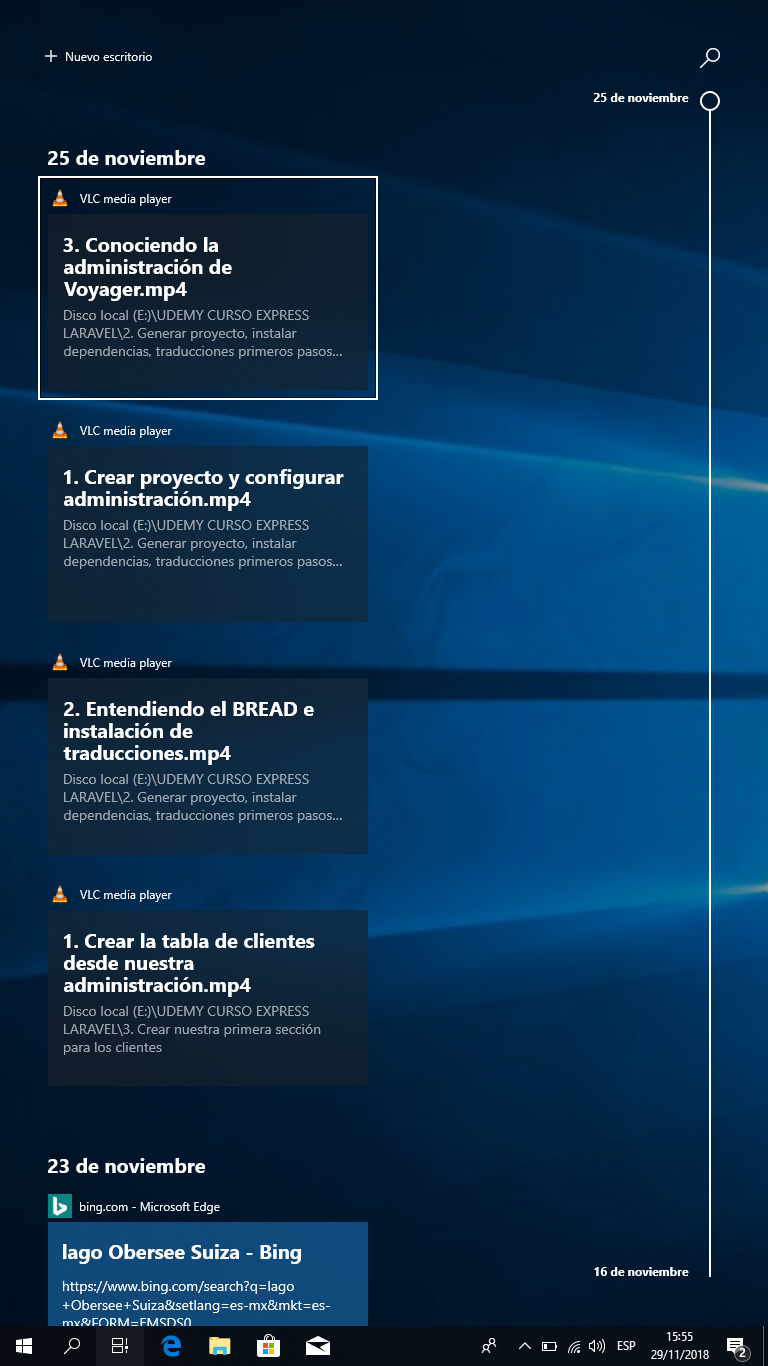 Nuevo escritorio
25 de noviembre
25 de noviembre
VLC media player
3. Conociendo la
administración de
Voyager.mp4
Disco local (E:)\UDEMY CURSO EXPRESS
LARAVEL\2. Generar proyecto, instalar
dependencias, traducciones primeros pasos...
VLC media player
1. Crear proyecto y configurar
administración.mp4
Disco local (E:)\UDEMY CURSO EXPRESS
LARAVEL\2. Generar proyecto, instalar
dependencias, traducciones primeros pasos...
VLC media player
2. Entendiendo el BREAD e
instalación de
traducciones.mp4
Disco local (E:)\UDEMY CURSO EXPRESS
LARAVEL\2. Generar proyecto, instalar
dependencias, traducciones primeros pasos...
VLC media player
1. Crear la tabla de clientes
desde nuestra
administración.mp4
Disco local (E:)\UDEMY CURSO EXPRESS
LARAVEL\3. Crear nuestra primera sección
para los clientes
23 de noviembre
bing.com - Microsoft Edge
lago Obersee Suiza - Bing
https://www.bing.com/search?q=lago
+Obersee+Suiza&setlang=es-mx&mkt=es-
mx&FORM=EMSDS0
16 de noviembre
ESP
15:55
29/11/2018
2